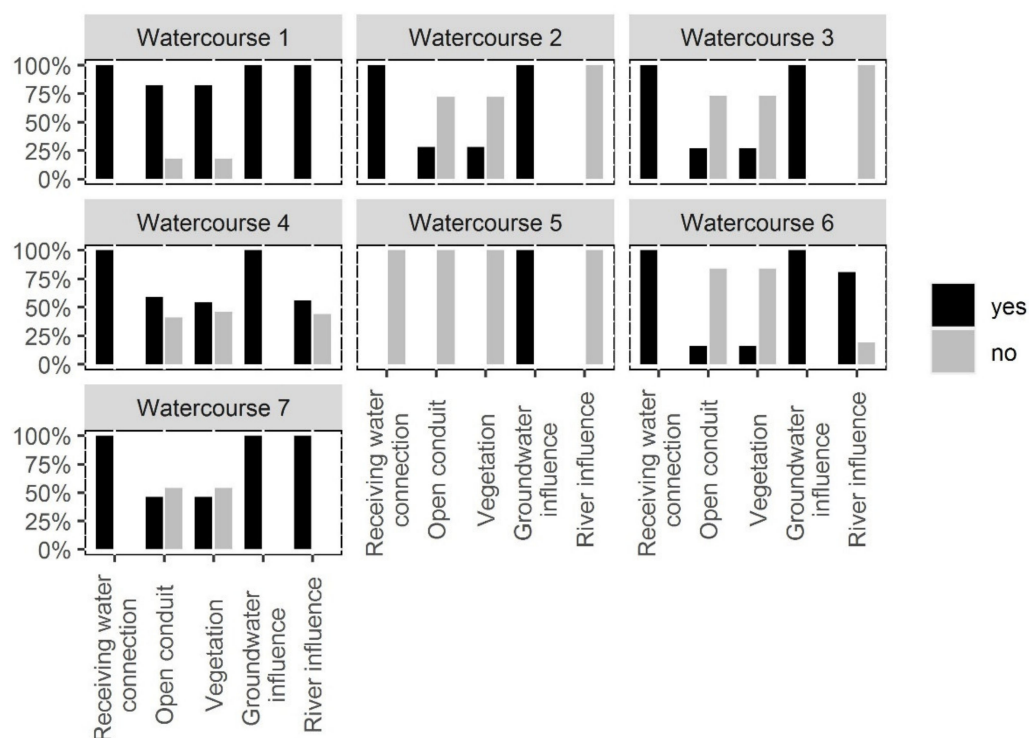 Watercourse 1
Watercourse 2
Watercourse 3
100%
75%
50%
25%
0%
Watercourse 4
Watercourse 5
Watercourse 6
100%
75%
50%
25%
0%
yes
no
Watercourse 7
100%
75%
50%
25%
0%
Receiving water
connection
Open conduit
Vegetation
Groundwater
influence
River influence
Receiving water
connection
Open conduit
Vegetation
Groundwater
influence
River influence
Receiving water
connection
Open conduit
Vegetation
Groundwater
influence
River influence